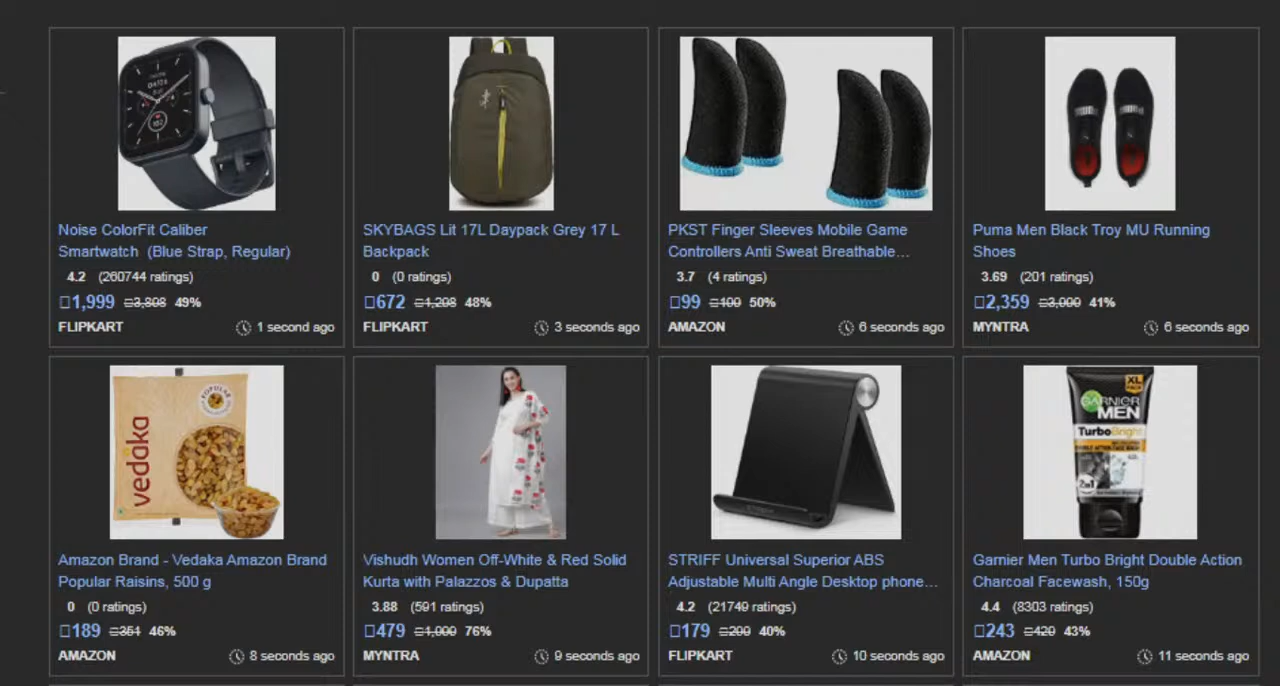 Noise ColorFit Caliber
Smartwatch (Blue Strap, Regular)
4.2 (260744 ratings)
1,999 3,808 49%
FLIPKART 1 second ago
SKYBAGS Lit 17L Daypack Grey 17 L
Backpack
0 (0 ratings)
672 1,298 48%
FLIPKART 3 seconds ago
PKST Finger Sleeves Mobile Game
Controllers Anti Sweat Breathable...
3.7 (4 ratings)
99 199 50%
AMAZON 6 seconds ago
Puma Men Black Troy MU Running
Shoes
3.69 (201 ratings)
2,359 3,999 41%
MYNTRA 6 seconds ago
POPULAR
vedaka
Amazon Brand - Vedaka Amazon Brand
Popular Raisins, 500 g
0 (0 ratings)
189 351 46%
AMAZON 8 seconds ago
Vishudh Women Off-White & Red Solid
Kurta with Palazzos & Dupatta
3.88 (591 ratings)
479 1,999 76%
MYNTRA 9 seconds ago
STRIFF Universal Superior ABS
Adjustable Multi Angle Desktop phone...
4.2 (21749 ratings)
179 299 40%
FLIPKART 10 seconds ago
XL
PACK
GARNIER
MEN
TurboBright
2in1
Garnier Men Turbo Bright Double Action
Charcoal Facewash, 150g
4.4 (8303 ratings)
243 429 43%
AMAZON 11 seconds ago